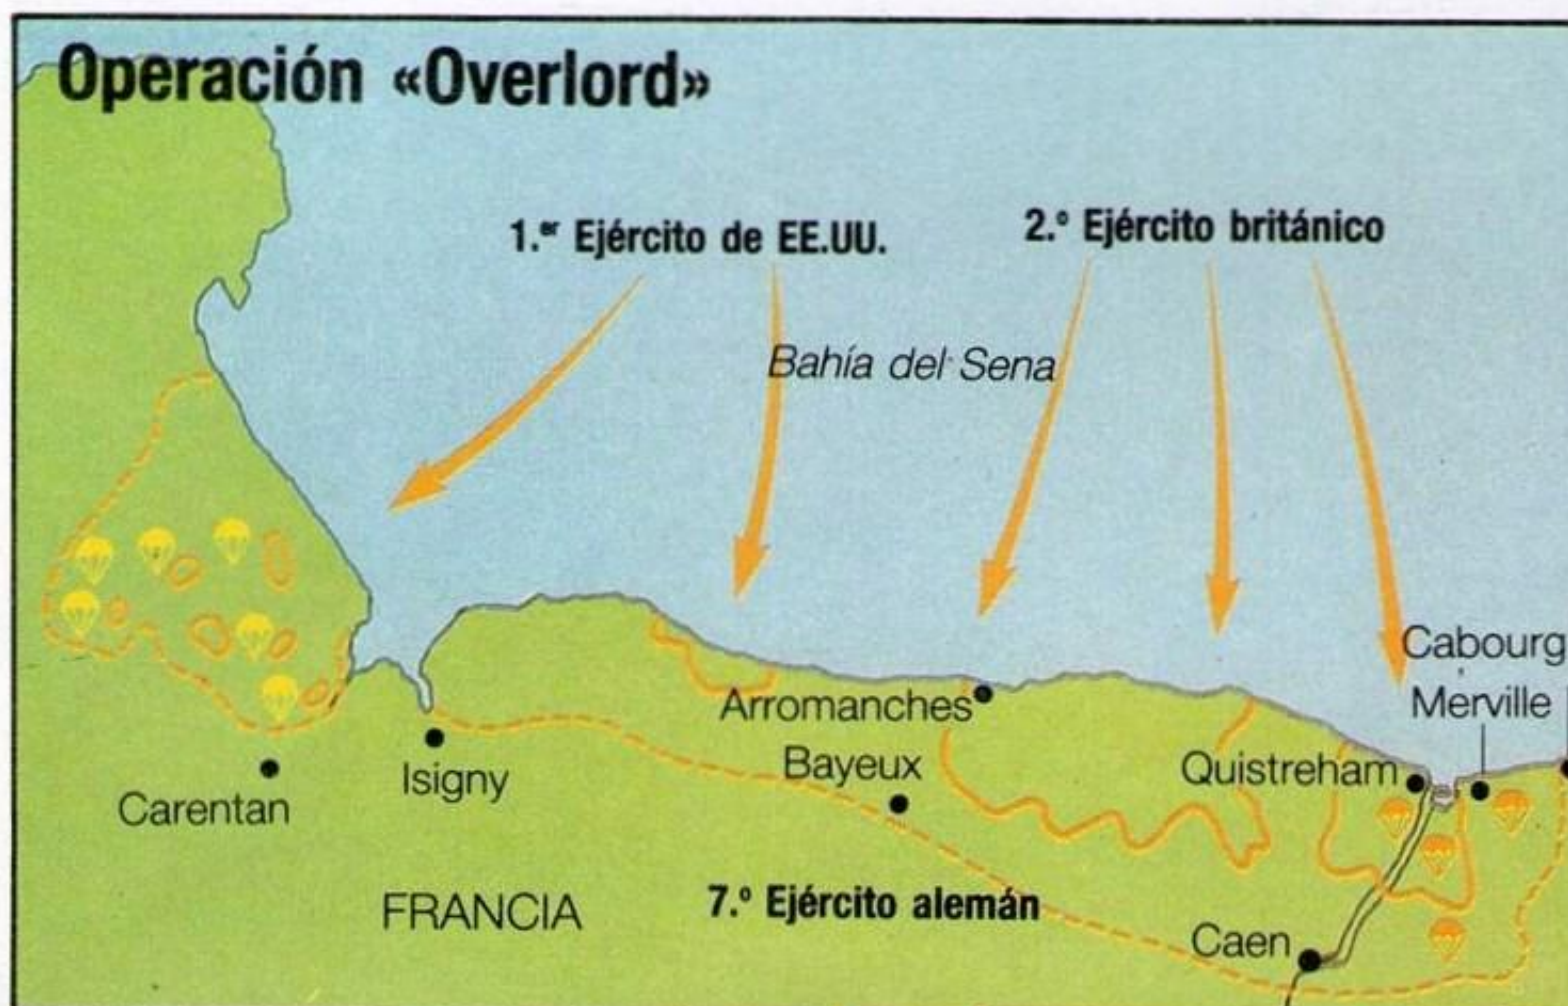 Operación «Overlord»
1.er Ejército de EE.UU.
2.º Ejército británico
Bahía del Sena
Cabourg
Merville
Arromanches
Bayeux
Quistreham
Isigny
Carentan
FRANCIA
7.º Ejército alemán
Caen